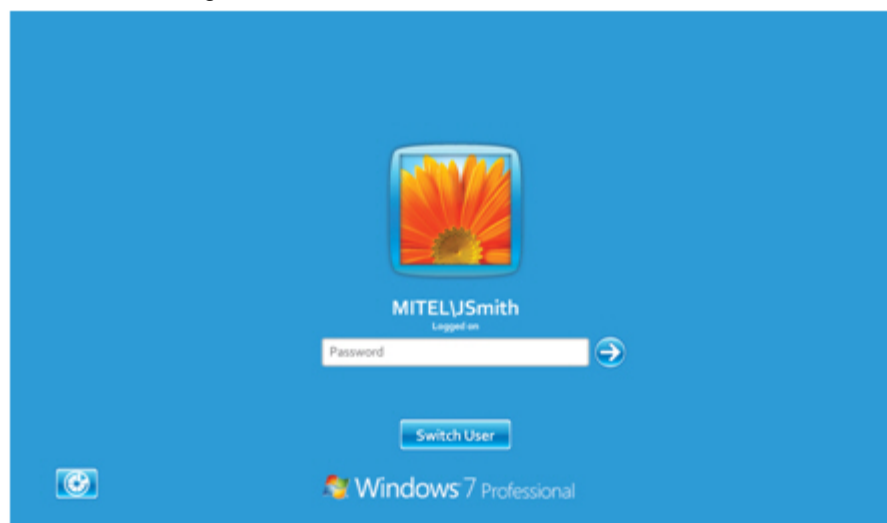 MITEL\JSmith
Logged on
Password
Switch User
Windows 7 Professional